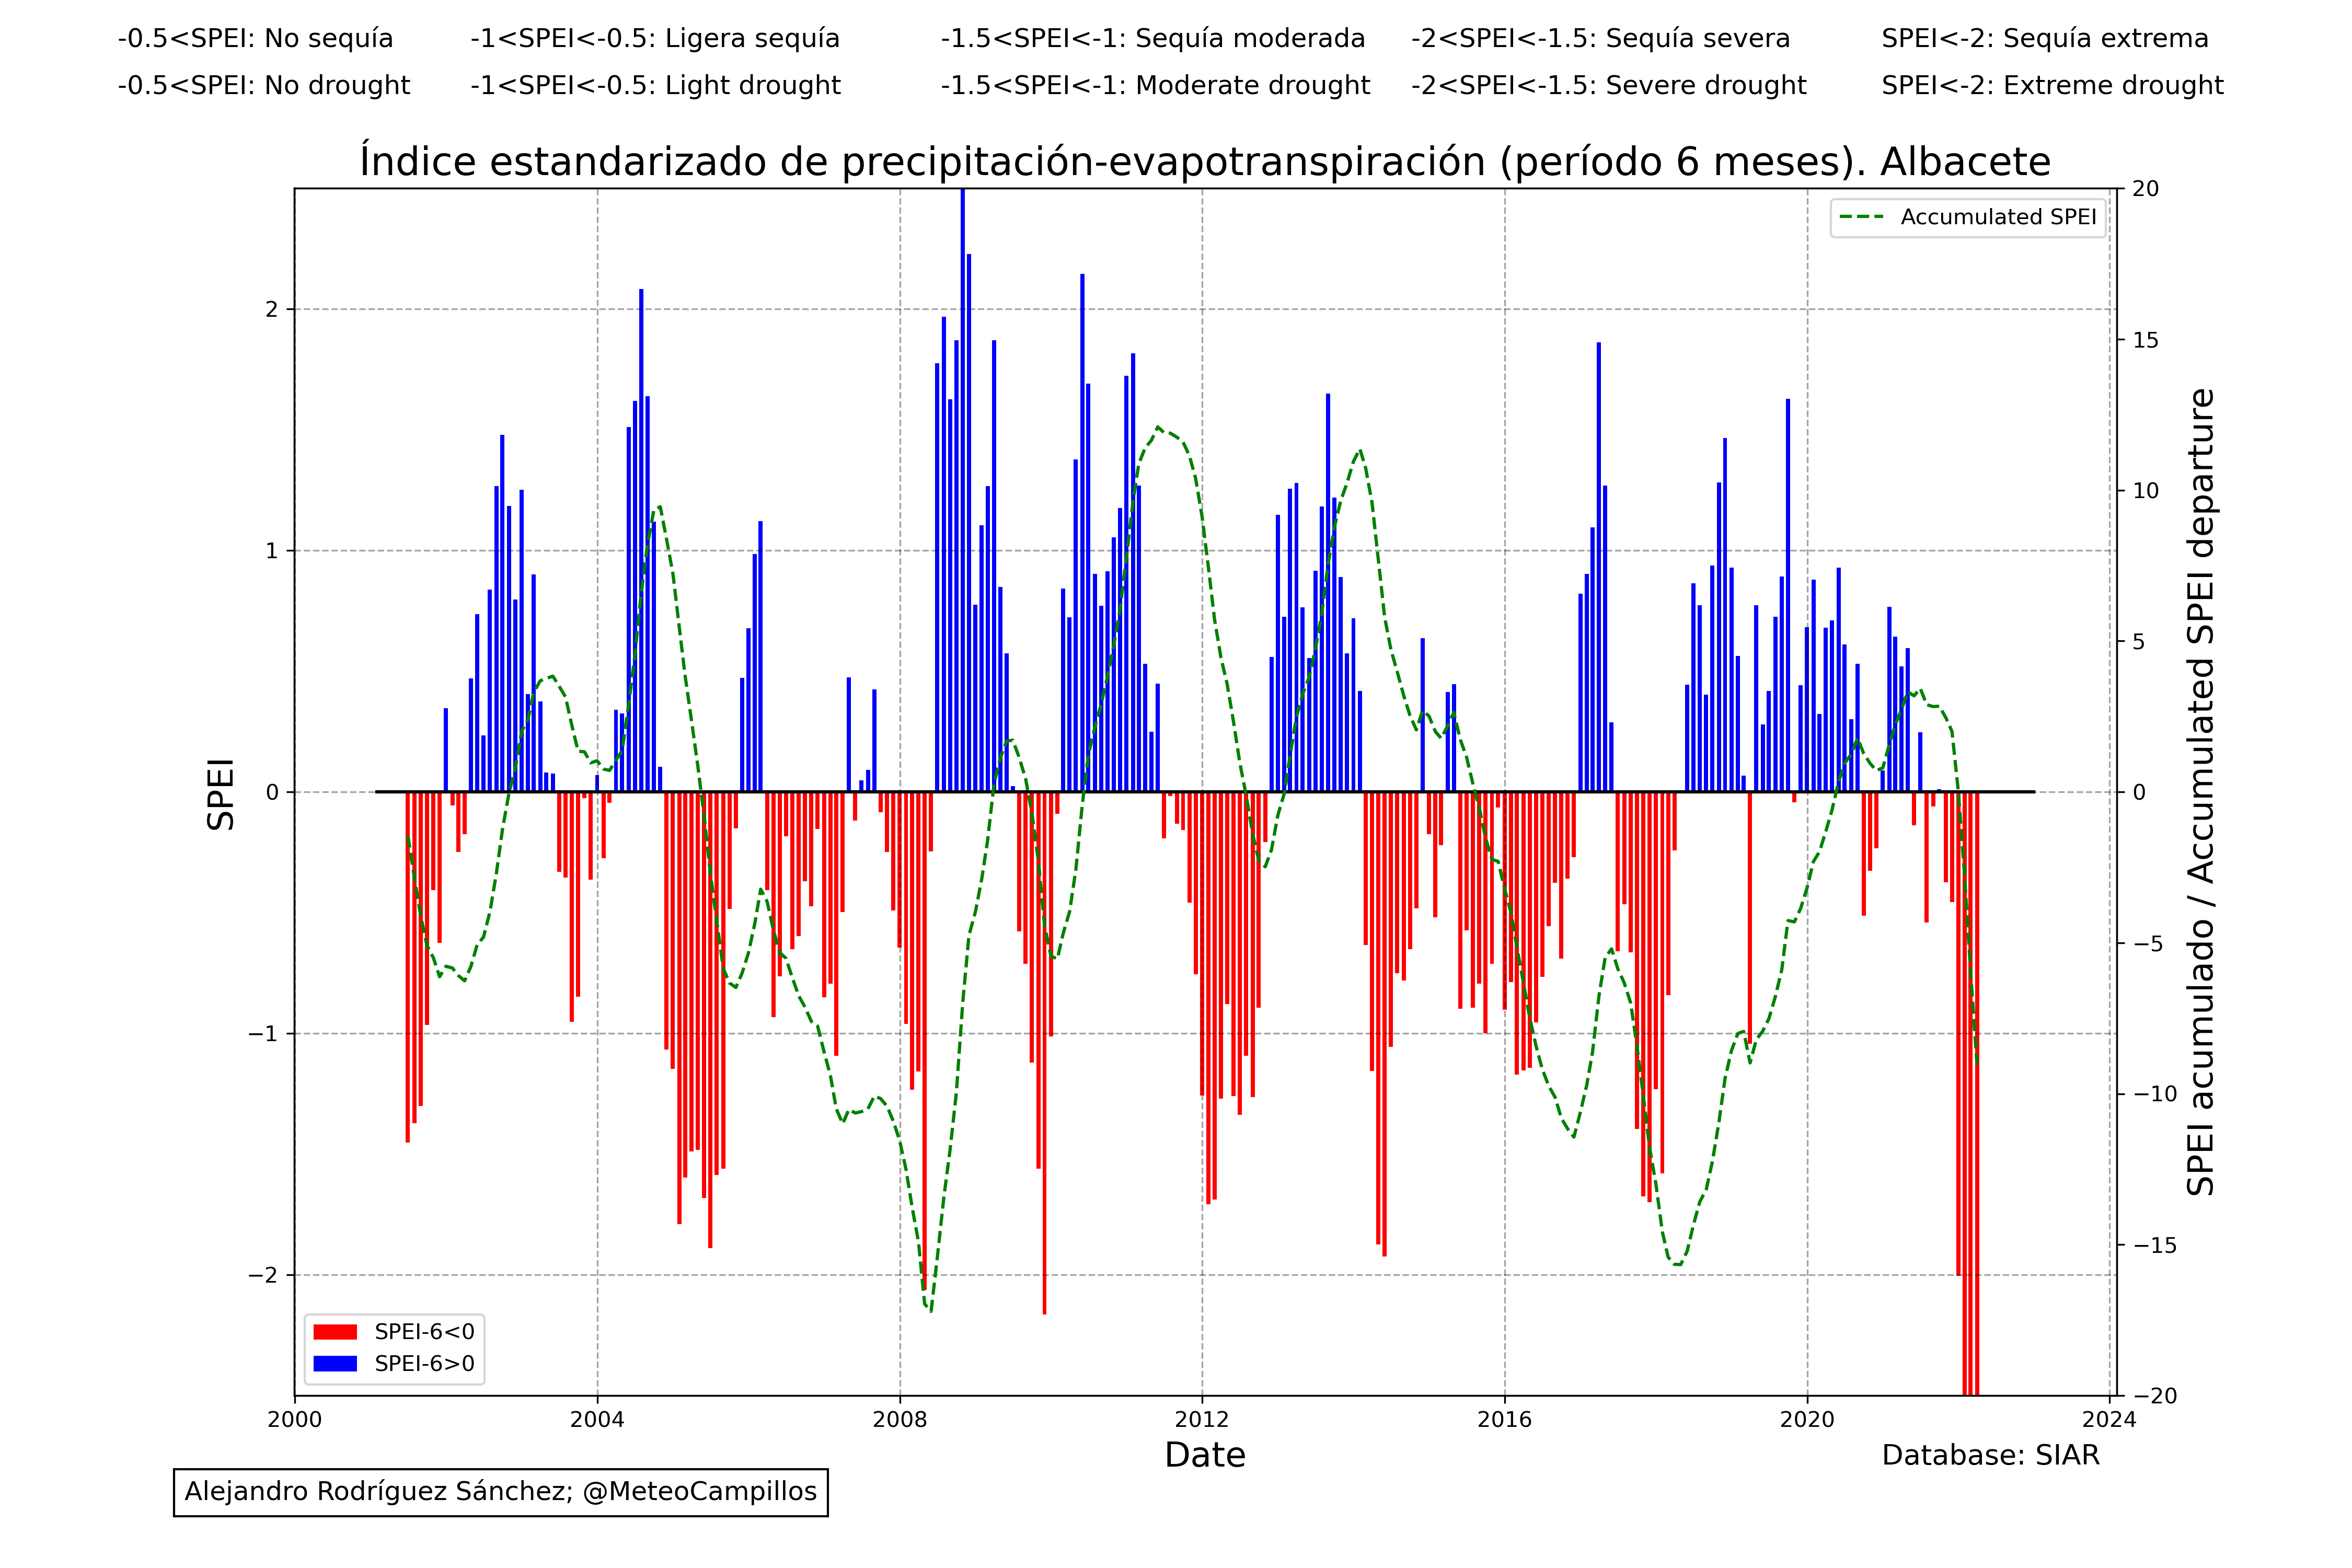 -0.5<SPEI: No sequía -1<SPEI<-0.5: Ligera sequía -1.5<SPEI<-1: Sequía moderada -2<SPEI<-1.5: Sequía severa SPEI<-2: Sequía extrema
-0.5<SPEI: No drought -1<SPEI<-0.5: Light drought -1.5<SPEI<-1: Moderate drought -2<SPEI<-1.5: Severe drought SPEI<-2: Extreme drought
Índice estandarizado de precipitación-evapotranspiración (período 6 meses). Albacete
Accumulated SPEI
SPEI
2
1
0
−1
−2
20
15
10
5
0
−5
−10
−15
−20
SPEI acumulado / Accumulated SPEI departure
SPEI-6<0
SPEI-6>0
2000 2004 2008 2012 2016 2020 2024
Date
Database: SIAR
Alejandro Rodríguez Sánchez; @MeteoCampillos